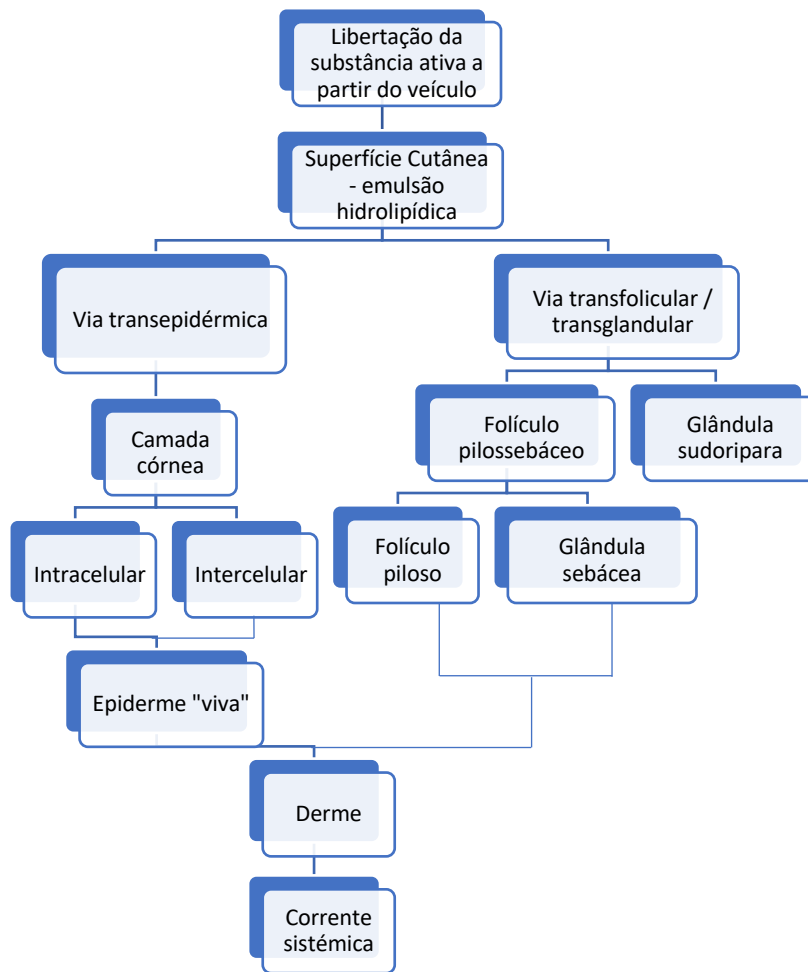 Libertação da
substância ativa a
partir do veículo
Superfície Cutânea
- emulsão
hidrolipídica
Via transepidérmica
Via transfolicular /
transglandular
Camada
córnea
Folículo
pilossebáceo
Glândula
sudoripara
Intracelular
Intercelular
Folículo
piloso
Glândula
sebácea
Epiderme "viva"
Derme
Corrente
sistémica